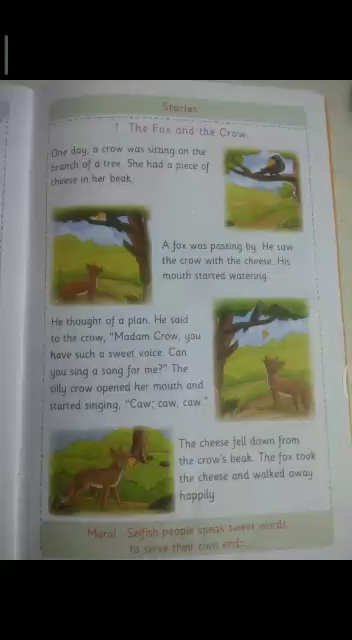 Stories
1. The Fox and the Crow
One day, a crow was sitting on the
branch of a tree. She had a piece of
cheese in her beak.
A fox was passing by. He saw
the crow with the cheese. His
mouth started watering.
He thought of a plan. He said
to the crow, "Madam Crow, you
have such a sweet voice. Can
you sing a song for me?" The
silly crow opened her mouth and
started singing, "Caw, caw, caw."
The cheese fell down from
the crow's beak. The fox took
the cheese and walked away
happily.
Moral : Selfish people speak sweet words
to serve their own ends.